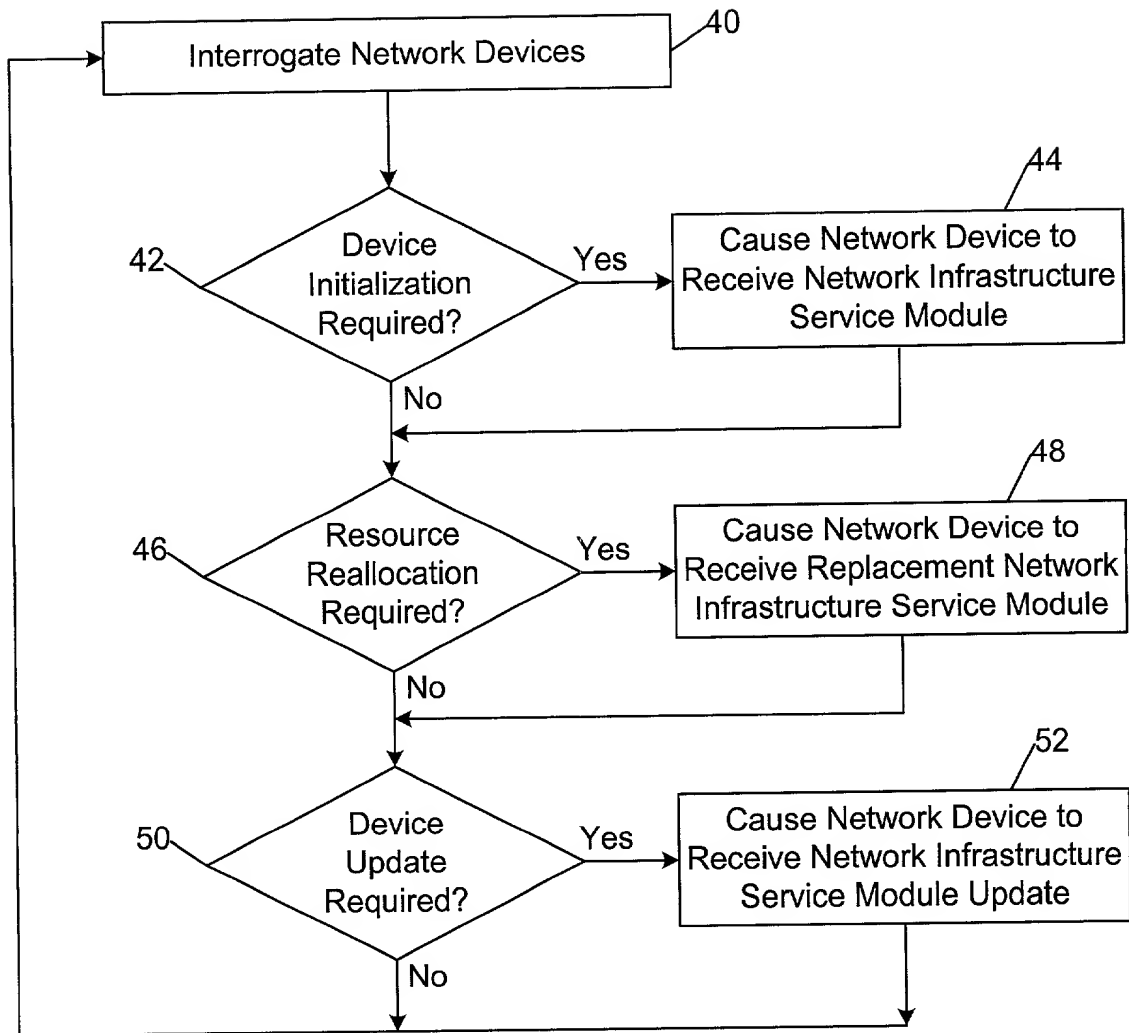 40
Interrogate Network Devices
44
42
Device
Initialization
Required?
Yes
Cause Network Device to
Receive Network Infrastructure
Service Module
No
48
46
Resource
Reallocation
Required?
Yes
Cause Network Device to
Receive Replacement Network
Infrastructure Service Module
No
52
50
Device
Update
Required?
Yes
Cause Network Device to
Receive Network Infrastructure
Service Module Update
No